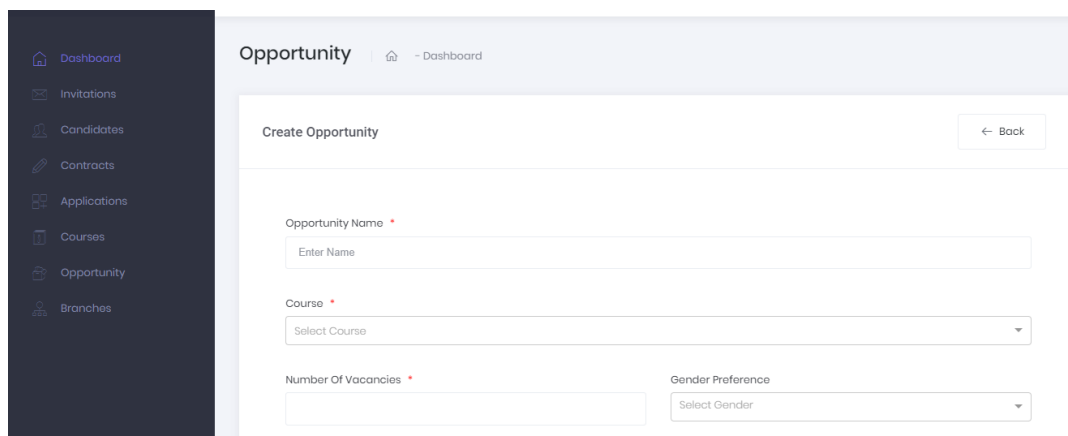 Dashboard
Invitations
Candidates
Contracts
Applications
Courses
Opportunity
Branches
Opportunity - Dashboard
Create Opportunity
← Back
Opportunity Name *
Enter Name
Course *
Select Course
Number Of Vacancies * Gender Preference
Select Gender